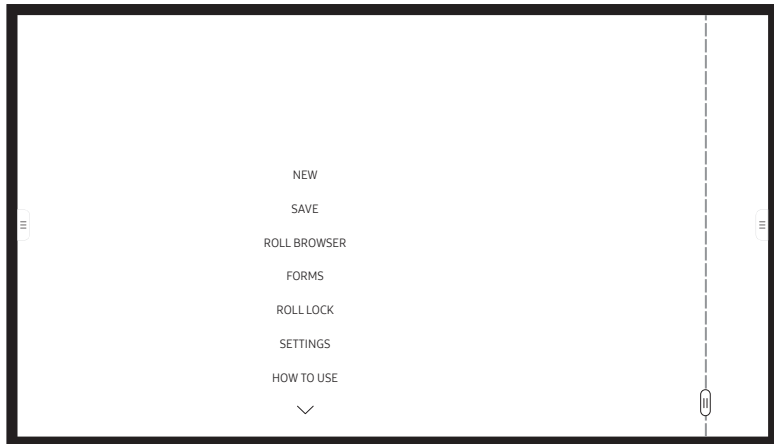 NEW
SAVE
ROLL BROWSER
FORMS
ROLL LOCK
SETTINGS
HOW TO USE